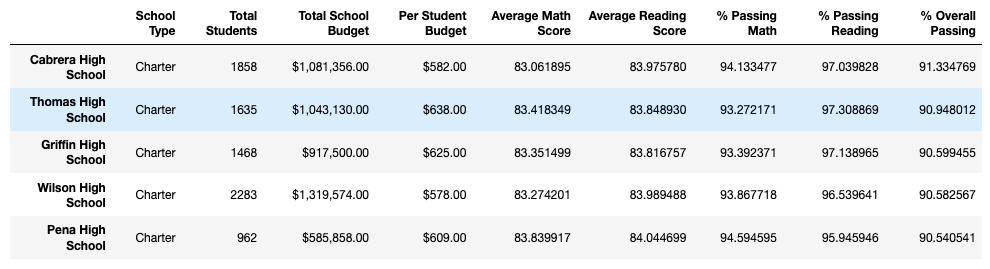 School Type Total Students Total School Budget Per Student Budget Average Math Score Average Reading Score % Passing Math % Passing Reading % Overall Passing
Cabrera High School Charter 1858 $1,081,356.00 $582.00 83.061895 83.975780 94.133477 97.039828 91.334769
Thomas High School Charter 1635 $1,043,130.00 $638.00 83.418349 83.848930 93.272171 97.308869 90.948012
Griffin High School Charter 1468 $917,500.00 $625.00 83.351499 83.816757 93.392371 97.138965 90.599455
Wilson High School Charter 2283 $1,319,574.00 $578.00 83.274201 83.989488 93.867718 96.539641 90.582567
Pena High School Charter 962 $585,858.00 $609.00 83.839917 84.044699 94.594595 95.945946 90.540541